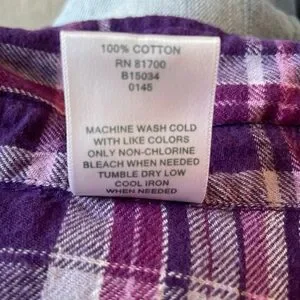 100% COTTON
RN 81700
B15034
0145
MACHINE WASH COLD
WITH LIKE COLORS
ONLY NON-CHLORINE
BLEACH WHEN NEEDED
TUMBLE DRY LOW
COOL IRON
WHEN NEEDED